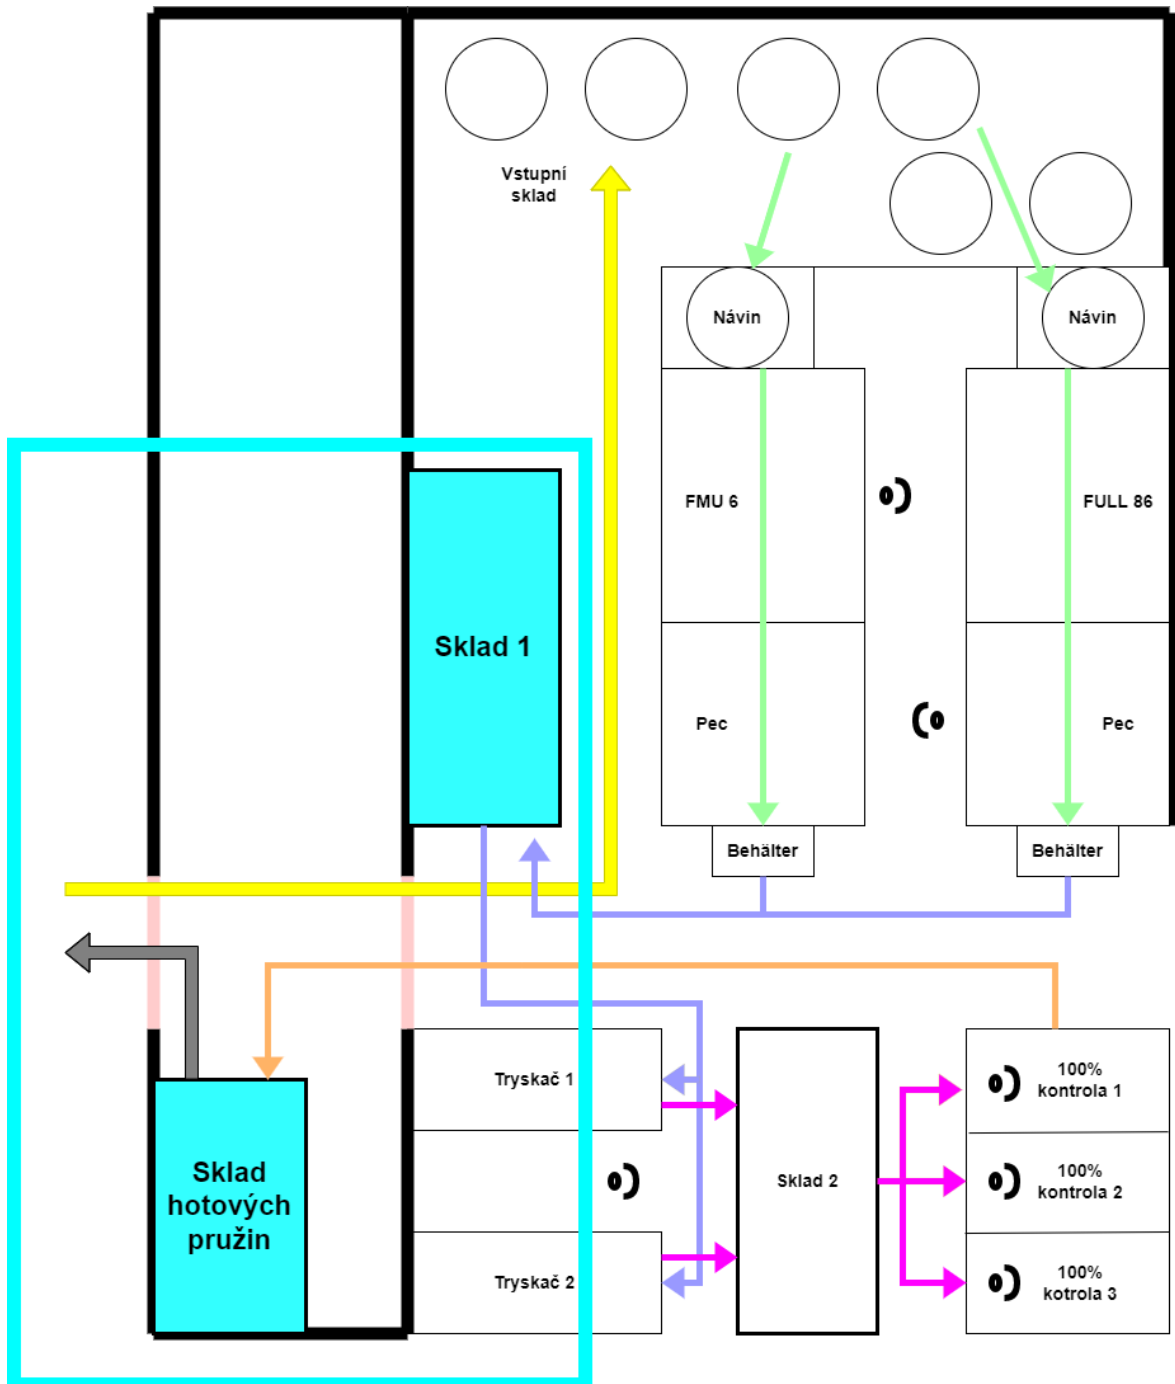 Vstupní
sklad
Návin
Návin
FMU 6
FULL 86
Sklad 1
Pec
Pec
Behälter
Behälter
Tryskač 1
100%
kontrola 1
Sklad
hotových
pružin
Sklad 2
100%
kontrola 2
Tryskač 2
100%
kotrola 3